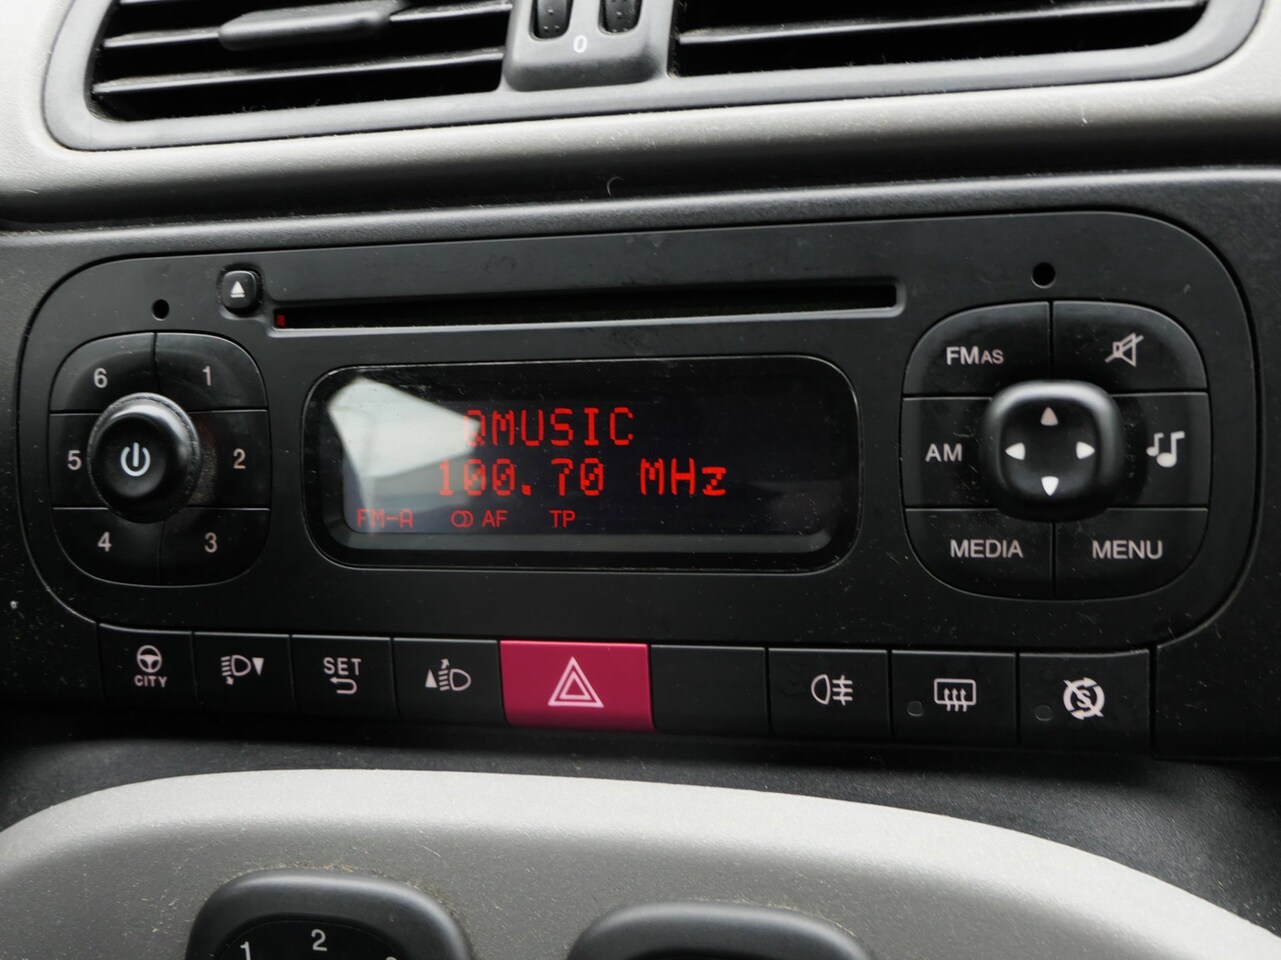 0
FMAS
6 1
QMUSIC
5 2
AM
100.70 MHz
FM-A AF TP
4 3
MEDIA MENU
CITY
SET
S
1 2